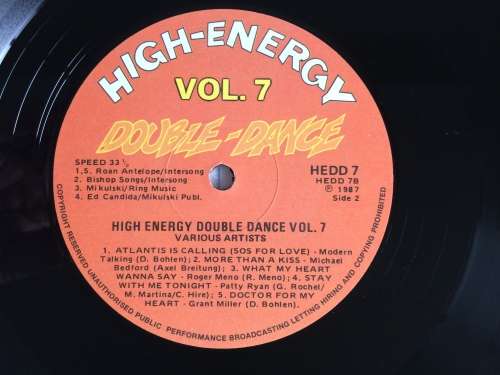 HIGH-ENERGY
VOL. 7
DOUBLE-DANCE
SPEED 33 ⅓
1,5. Roan Antelope/Intersong
2. Bishop Songs/Intersong
3. Mikulski/Ring Music
4. Ed Candida/Mikulski Publ.
HEDD 7
HEDD 7B
℗ 1987
Side 2
HIGH ENERGY DOUBLE DANCE VOL. 7
VARIOUS ARTISTS
1. ATLANTIS IS CALLING (SOS FOR LOVE) - Modern
Talking (D. Bohlen); 2. MORE THAN A KISS - Michael
Bedford (Axel Breitung); 3. WHAT MY HEART
WANNA SAY - Roger Meno (R. Meno); 4. STAY
WITH ME TONIGHT - Patty Ryan (G. Rochel/
M. Martina/C. Hire); 5. DOCTOR FOR MY
HEART - Grant Miller (D. Bohlen).
COPYRIGHT RESERVED UNAUTHORISED PUBLIC PERFORMANCE BROADCASTING LETTING HIRING AND COPYING PROHIBITED